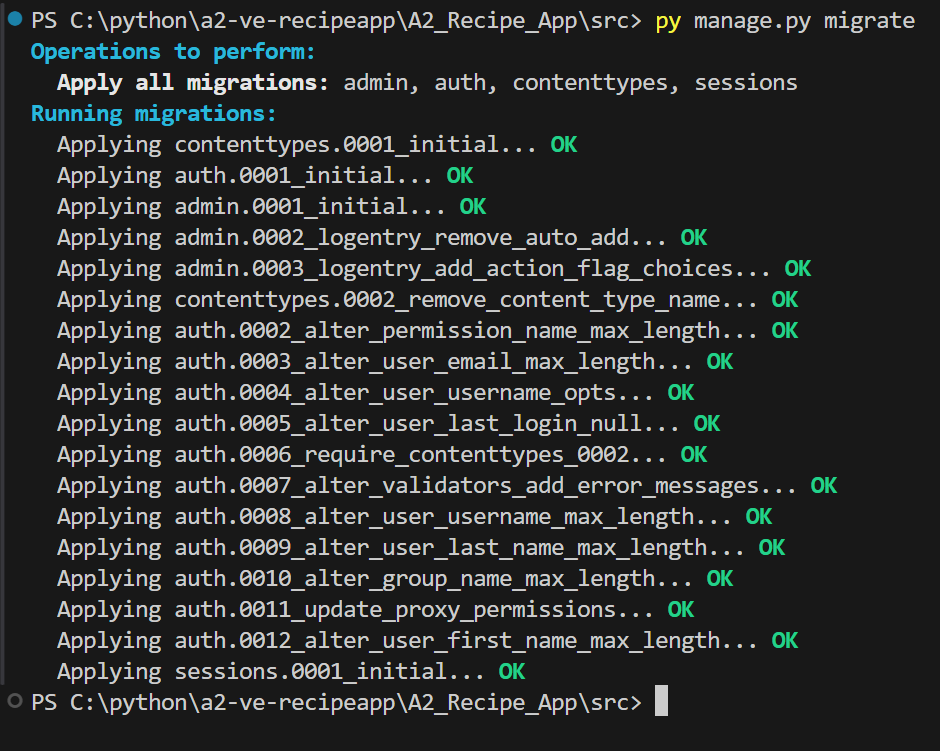 PS C:\python\a2-ve-recipeapp\A2_Recipe_App\src> py manage.py migrate
Operations to perform:
  Apply all migrations: admin, auth, contenttypes, sessions
Running migrations:
  Applying contenttypes.0001_initial... OK
  Applying auth.0001_initial... OK
  Applying admin.0001_initial... OK
  Applying admin.0002_logentry_remove_auto_add... OK
  Applying admin.0003_logentry_add_action_flag_choices... OK
  Applying contenttypes.0002_remove_content_type_name... OK
  Applying auth.0002_alter_permission_name_max_length... OK
  Applying auth.0003_alter_user_email_max_length... OK
  Applying auth.0004_alter_user_username_opts... OK
  Applying auth.0005_alter_user_last_login_null... OK
  Applying auth.0006_require_contenttypes_0002... OK
  Applying auth.0007_alter_validators_add_error_messages... OK
  Applying auth.0008_alter_user_username_max_length... OK
  Applying auth.0009_alter_user_last_name_max_length... OK
  Applying auth.0010_alter_group_name_max_length... OK
  Applying auth.0011_update_proxy_permissions... OK
  Applying auth.0012_alter_user_first_name_max_length... OK
  Applying sessions.0001_initial... OK
PS C:\python\a2-ve-recipeapp\A2_Recipe_App\src>